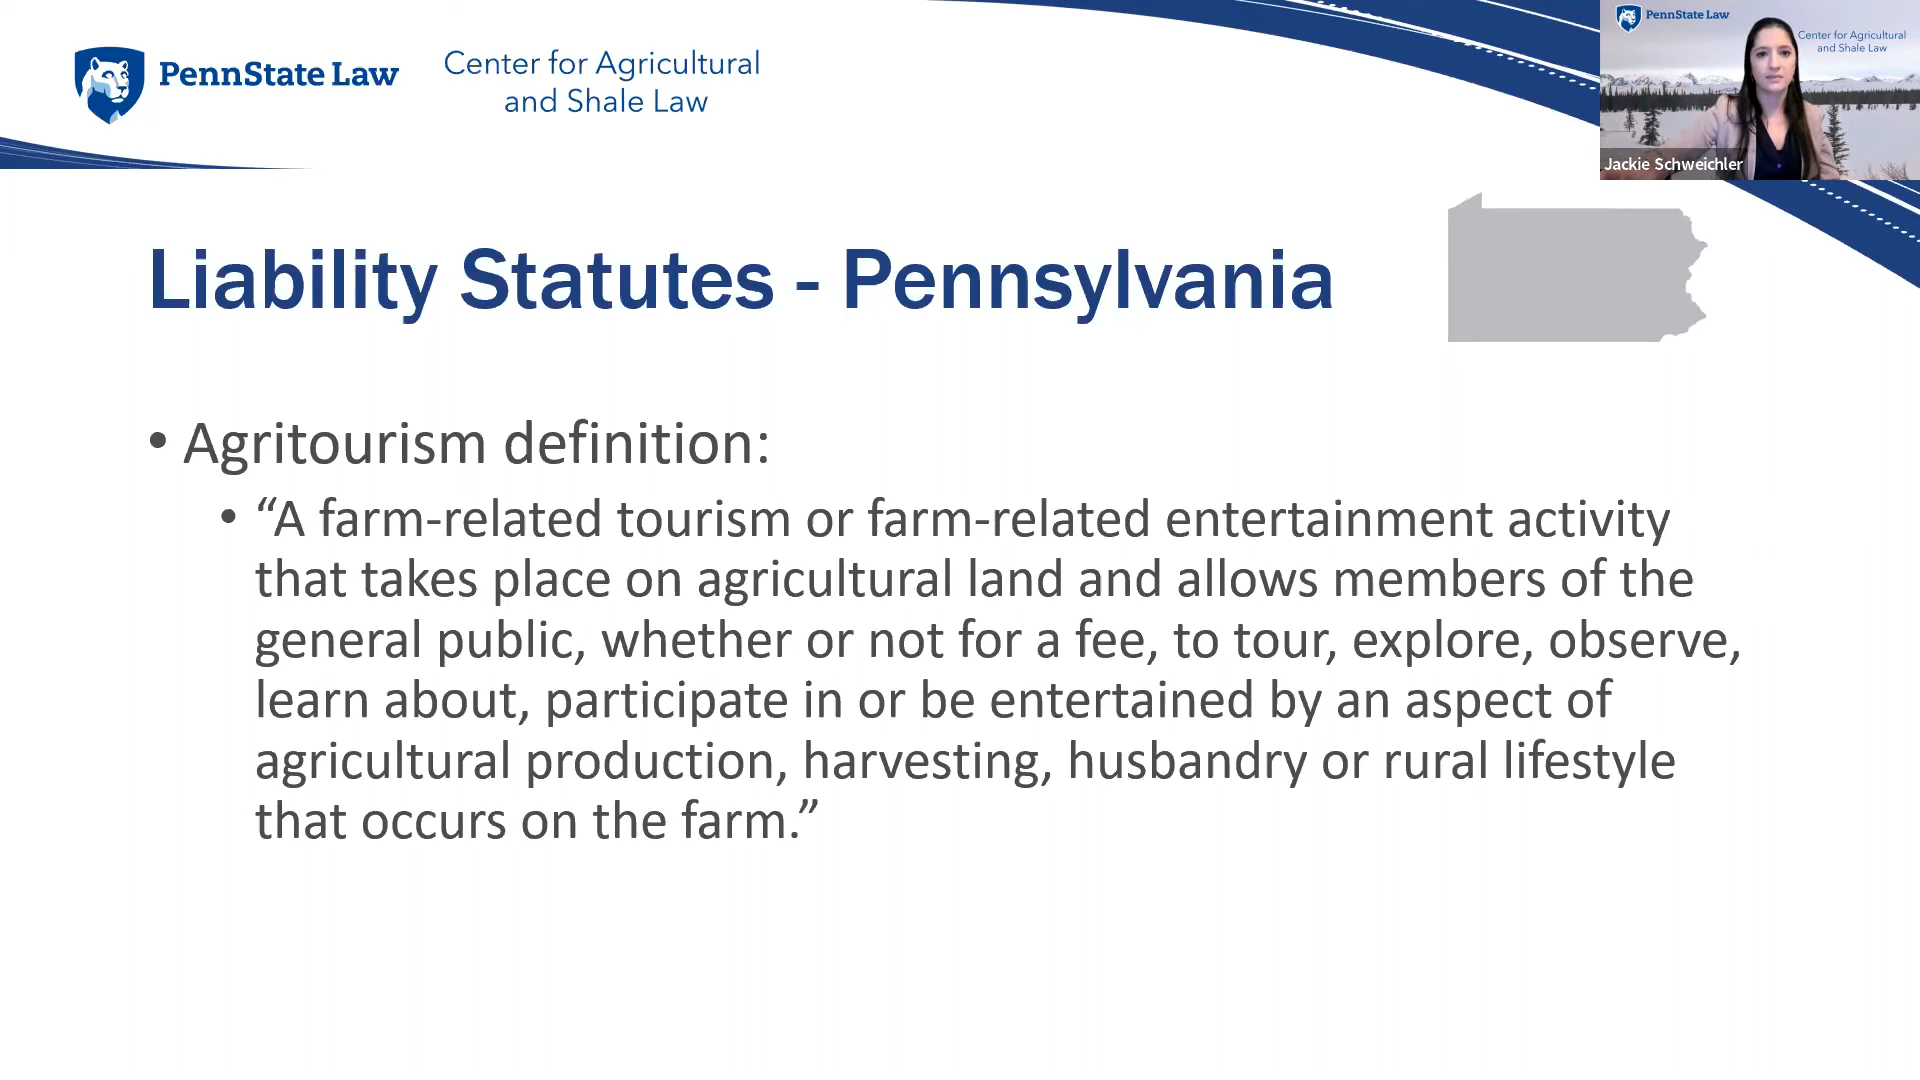 PennState Law
Center for Agricultural
and Shale Law
PennState Law
Center for Agricultural
and Shale Law
Jackie Schweichler
Liability Statutes - Pennsylvania
• Agritourism definition:
• “A farm-related tourism or farm-related entertainment activity
that takes place on agricultural land and allows members of the
general public, whether or not for a fee, to tour, explore, observe,
learn about, participate in or be entertained by an aspect of
agricultural production, harvesting, husbandry or rural lifestyle
that occurs on the farm.”